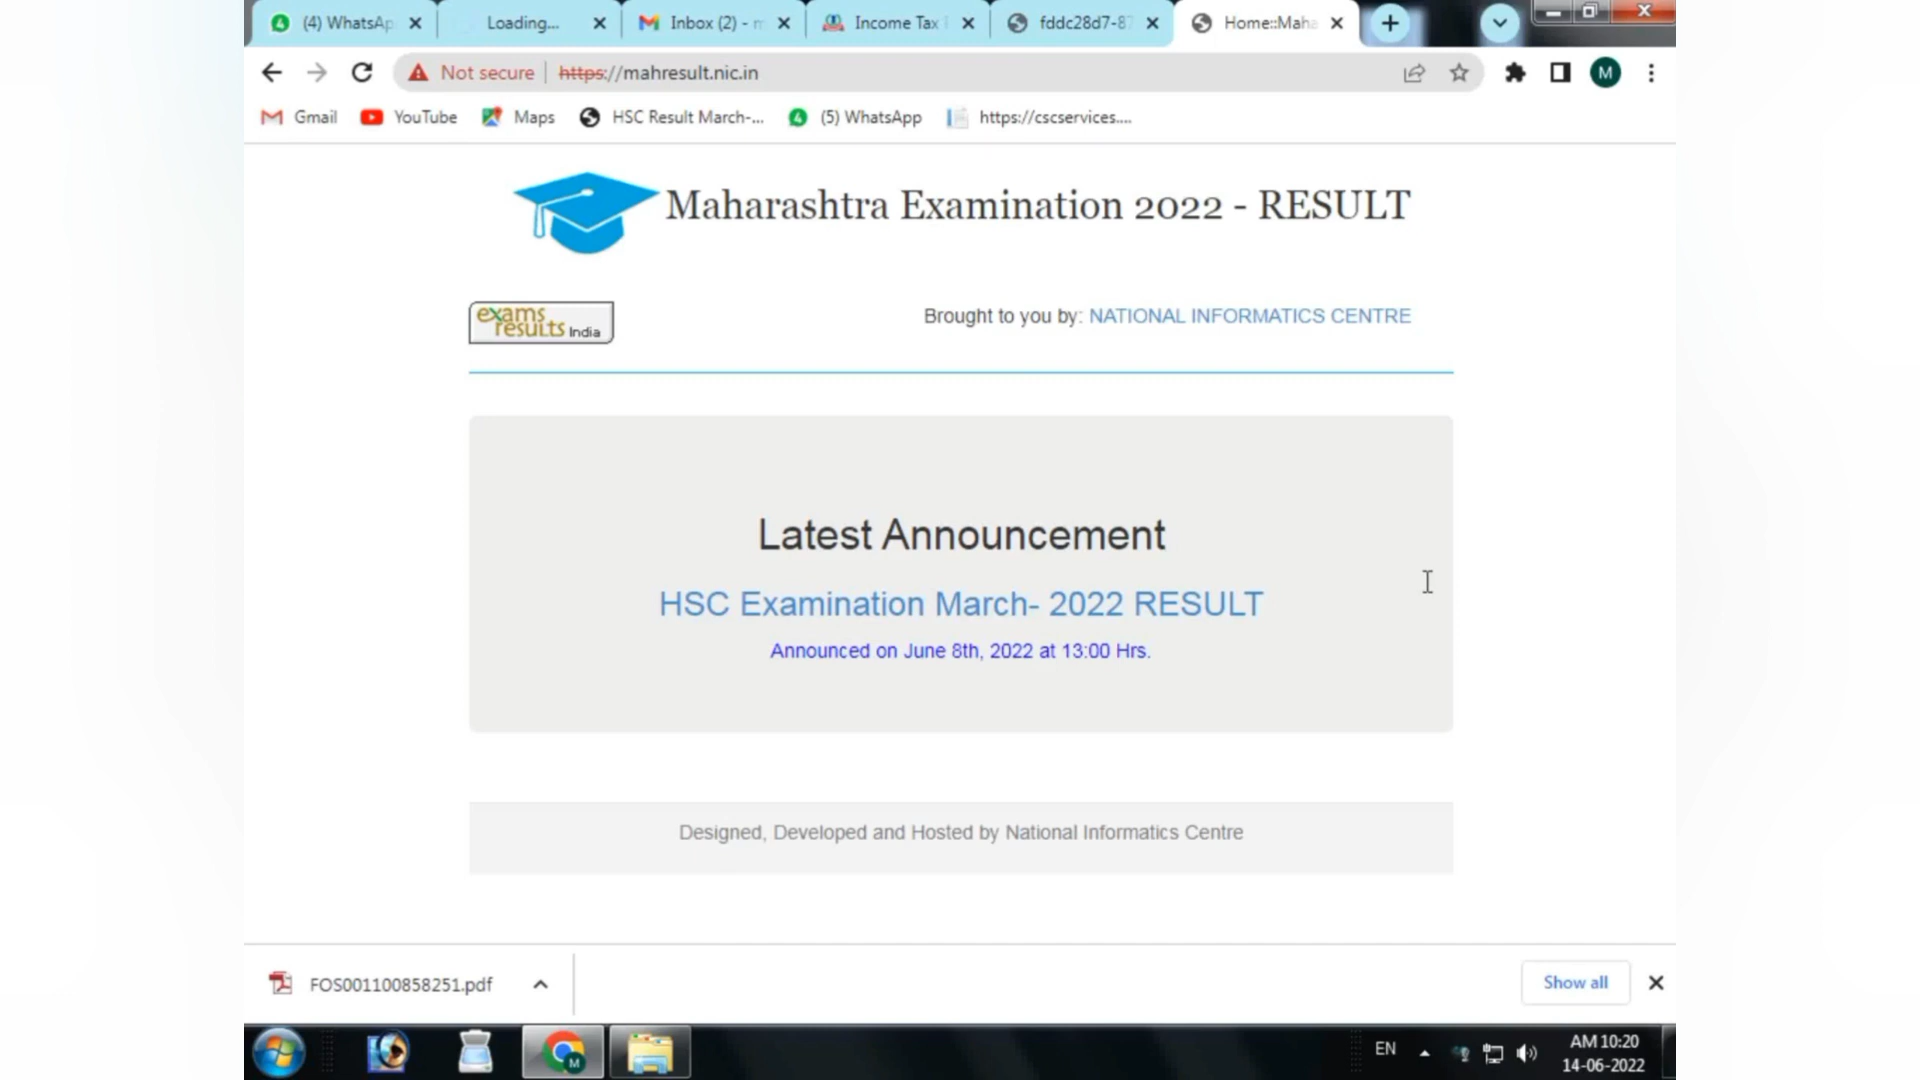 (4) WhatsAp
Loading...
Inbox (2) - m
Income Tax
fddc28d7-87
Home::Maha
Not secure
https://mahresult.nic.in
M
Gmail
YouTube
Maps
HSC Result March-...
(5) WhatsApp
https://cscservices....
Maharashtra Examination 2022 - RESULT
exams
results India
Brought to you by: NATIONAL INFORMATICS CENTRE
Latest Announcement
HSC Examination March- 2022 RESULT
Announced on June 8th, 2022 at 13:00 Hrs.
Designed, Developed and Hosted by National Informatics Centre
FOS001100858251.pdf
Show all
M
EN
AM 10:20
14-06-2022